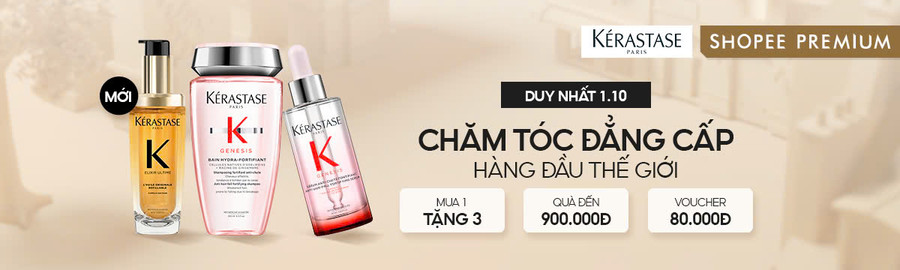 KÉRASTASE
PARIS
SHOPEE PREMIUM
MỚI
KÉRASTASE
PARIS
K
ELIXIR ULTIME
KÉRASTASE
PARIS
K
GENESIS
BAIN HYDRA-FORTIFIANT
KÉRASTASE
K
GENESIS
DUY NHẤT 1.10
CHĂM TÓC ĐẲNG CẤP
HÀNG ĐẦU THẾ GIỚI
MUA 1
TẶNG 3
QUÀ ĐẾN
900.000Đ
VOUCHER
80.000Đ